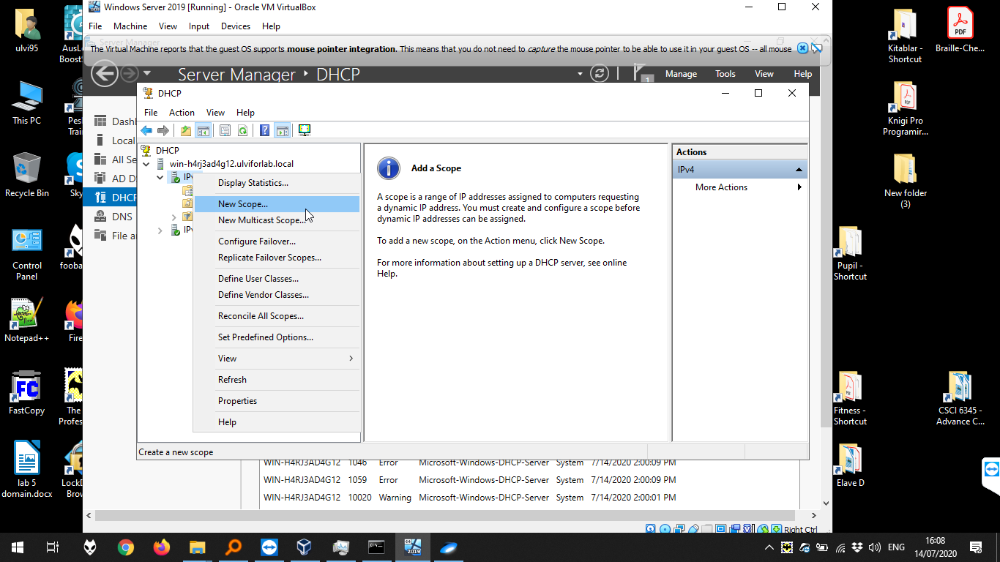 Windows Server 2019 [Running] - Oracle VM VirtualBox
File Machine View Input Devices Help
Server Manager
The Virtual Machine reports that the guest OS supports mouse pointer integration. This means that you do not need to capture the mouse pointer to be able to use it in your guest OS -- all mouse
Server Manager ‣ DHCP
1
Manage Tools View Help
DHCP
File Action View Help
Dash
Local
All Se
AD D
DHCP
DNS
File a
DHCP
win-h4rj3ad4g12.ulviforlab.local
IPv
IPv
Display Statistics...
New Scope...
New Multicast Scope...
Configure Failover...
Replicate Failover Scopes...
Define User Classes...
Define Vendor Classes...
Reconcile All Scopes...
Set Predefined Options...
View
Refresh
Properties
Help
Add a Scope
A scope is a range of IP addresses assigned to computers requesting
a dynamic IP address. You must create and configure a scope before
dynamic IP addresses can be assigned.
To add a new scope, on the Action menu, click New Scope.
For more information about setting up a DHCP server, see online
Help.
Actions
IPv4
More Actions
Create a new scope
WIN-H4RJ3AD4G12 1046 Error Microsoft-Windows-DHCP-Server System 7/14/2020 2:00:09 PM
WIN-H4RJ3AD4G12 1059 Error Microsoft-Windows-DHCP-Server System 7/14/2020 2:00:09 PM
WIN-H4RJ3AD4G12 10020 Warning Microsoft-Windows-DHCP-Server System 7/14/2020 2:00:01 PM
Right Ctrl
ulvi95
This PC
Recycle Bin
Control
Panel
Notepad++
FastCopy
lab 5
domain.docx
AusL
Boost
Pesh
Trai
Sky
fooba
Fire
The
Profes
LockD
Brow
Kitablar -
Shortcut
Braille-Che...
PDF
Knigi Pro
Programir...
New folder
(3)
Pupil -
Shortcut
Fitness -
Shortcut
CSCI 6345 -
Advance C...
Elave D
FC
2019
ENG
16:08
14/07/2020